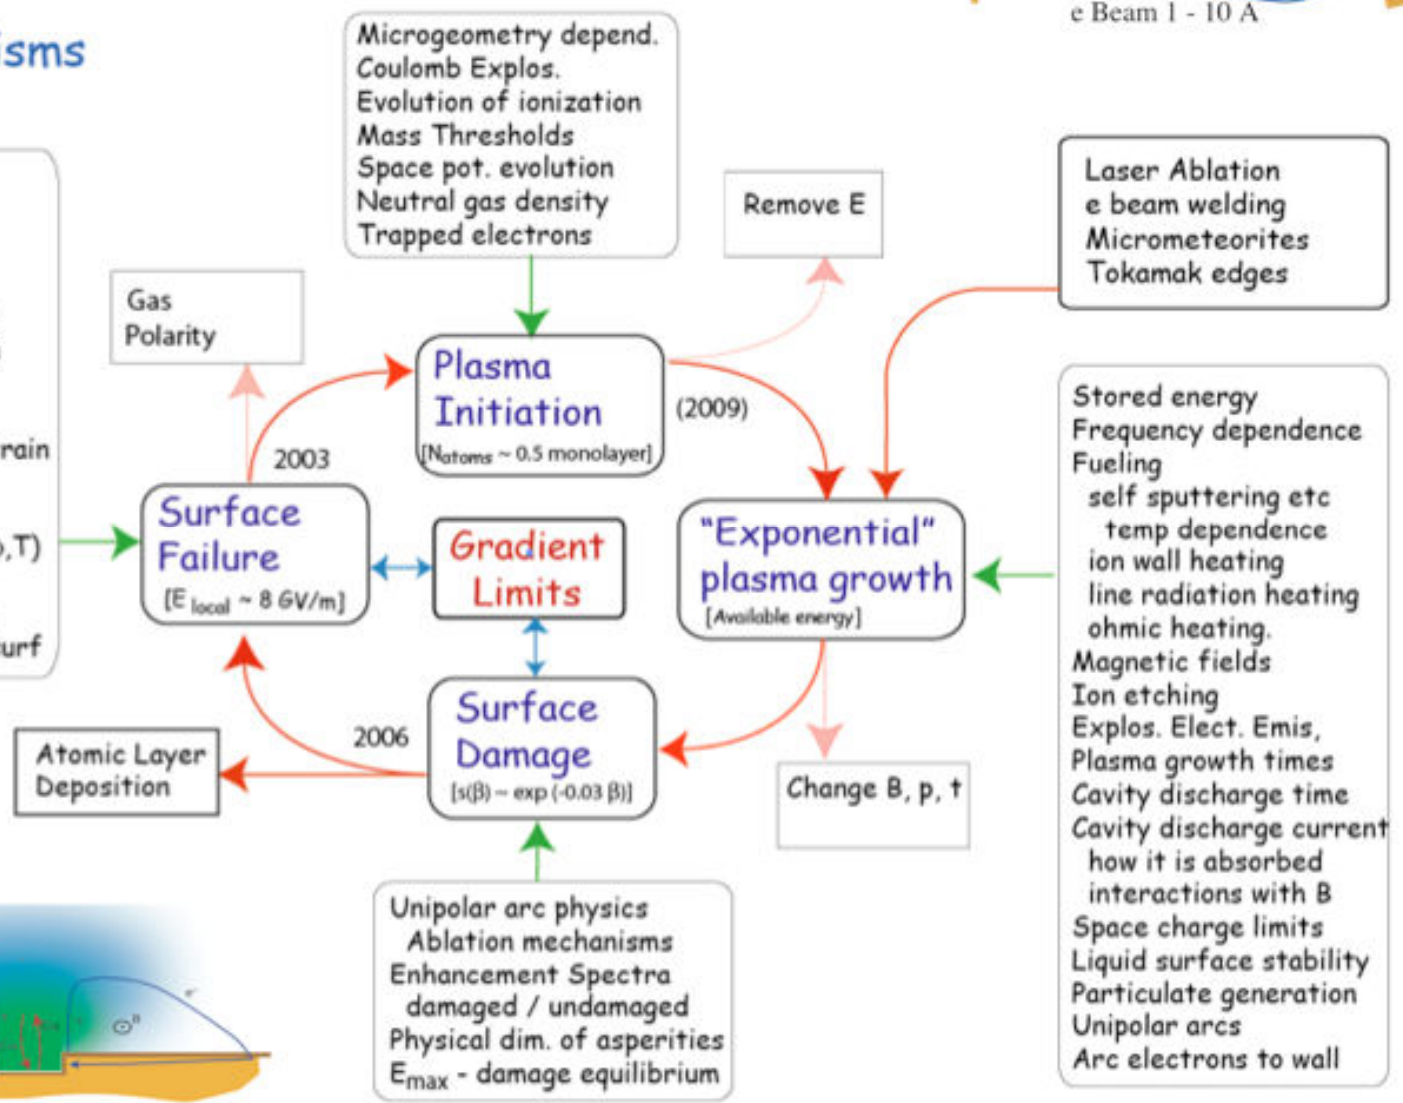 e Beam 1 - 10 A
isms
Microgeometry depend.
Coulomb Explos.
Evolution of ionization
Mass Thresholds
Space pot. evolution
Neutral gas density
Trapped electrons
Remove E
Laser Ablation
e beam welding
Micrometeorites
Tokamak edges
Gas
Polarity
Plasma
Initiation
[Natoms ~ 0.5 monolayer]
(2009)
2003
rain
,T)
urf
Surface
Failure
[E local ~ 8 GV/m]
Gradient
Limits
"Exponential"
plasma growth
[Available energy]
Stored energy
Frequency dependence
Fueling
self sputtering etc
temp dependence
ion wall heating
line radiation heating
ohmic heating.
Magnetic fields
Ion etching
Explos. Elect. Emis,
Plasma growth times
Cavity discharge time
Cavity discharge current
how it is absorbed
interactions with B
Space charge limits
Liquid surface stability
Particulate generation
Unipolar arcs
Arc electrons to wall
Surface
Damage
[s(β) ~ exp (-0.03 β)]
2006
Atomic Layer
Deposition
Change B, p, t
Unipolar arc physics
Ablation mechanisms
Enhancement Spectra
damaged / undamaged
Physical dim. of asperities
Emax - damage equilibrium
e-